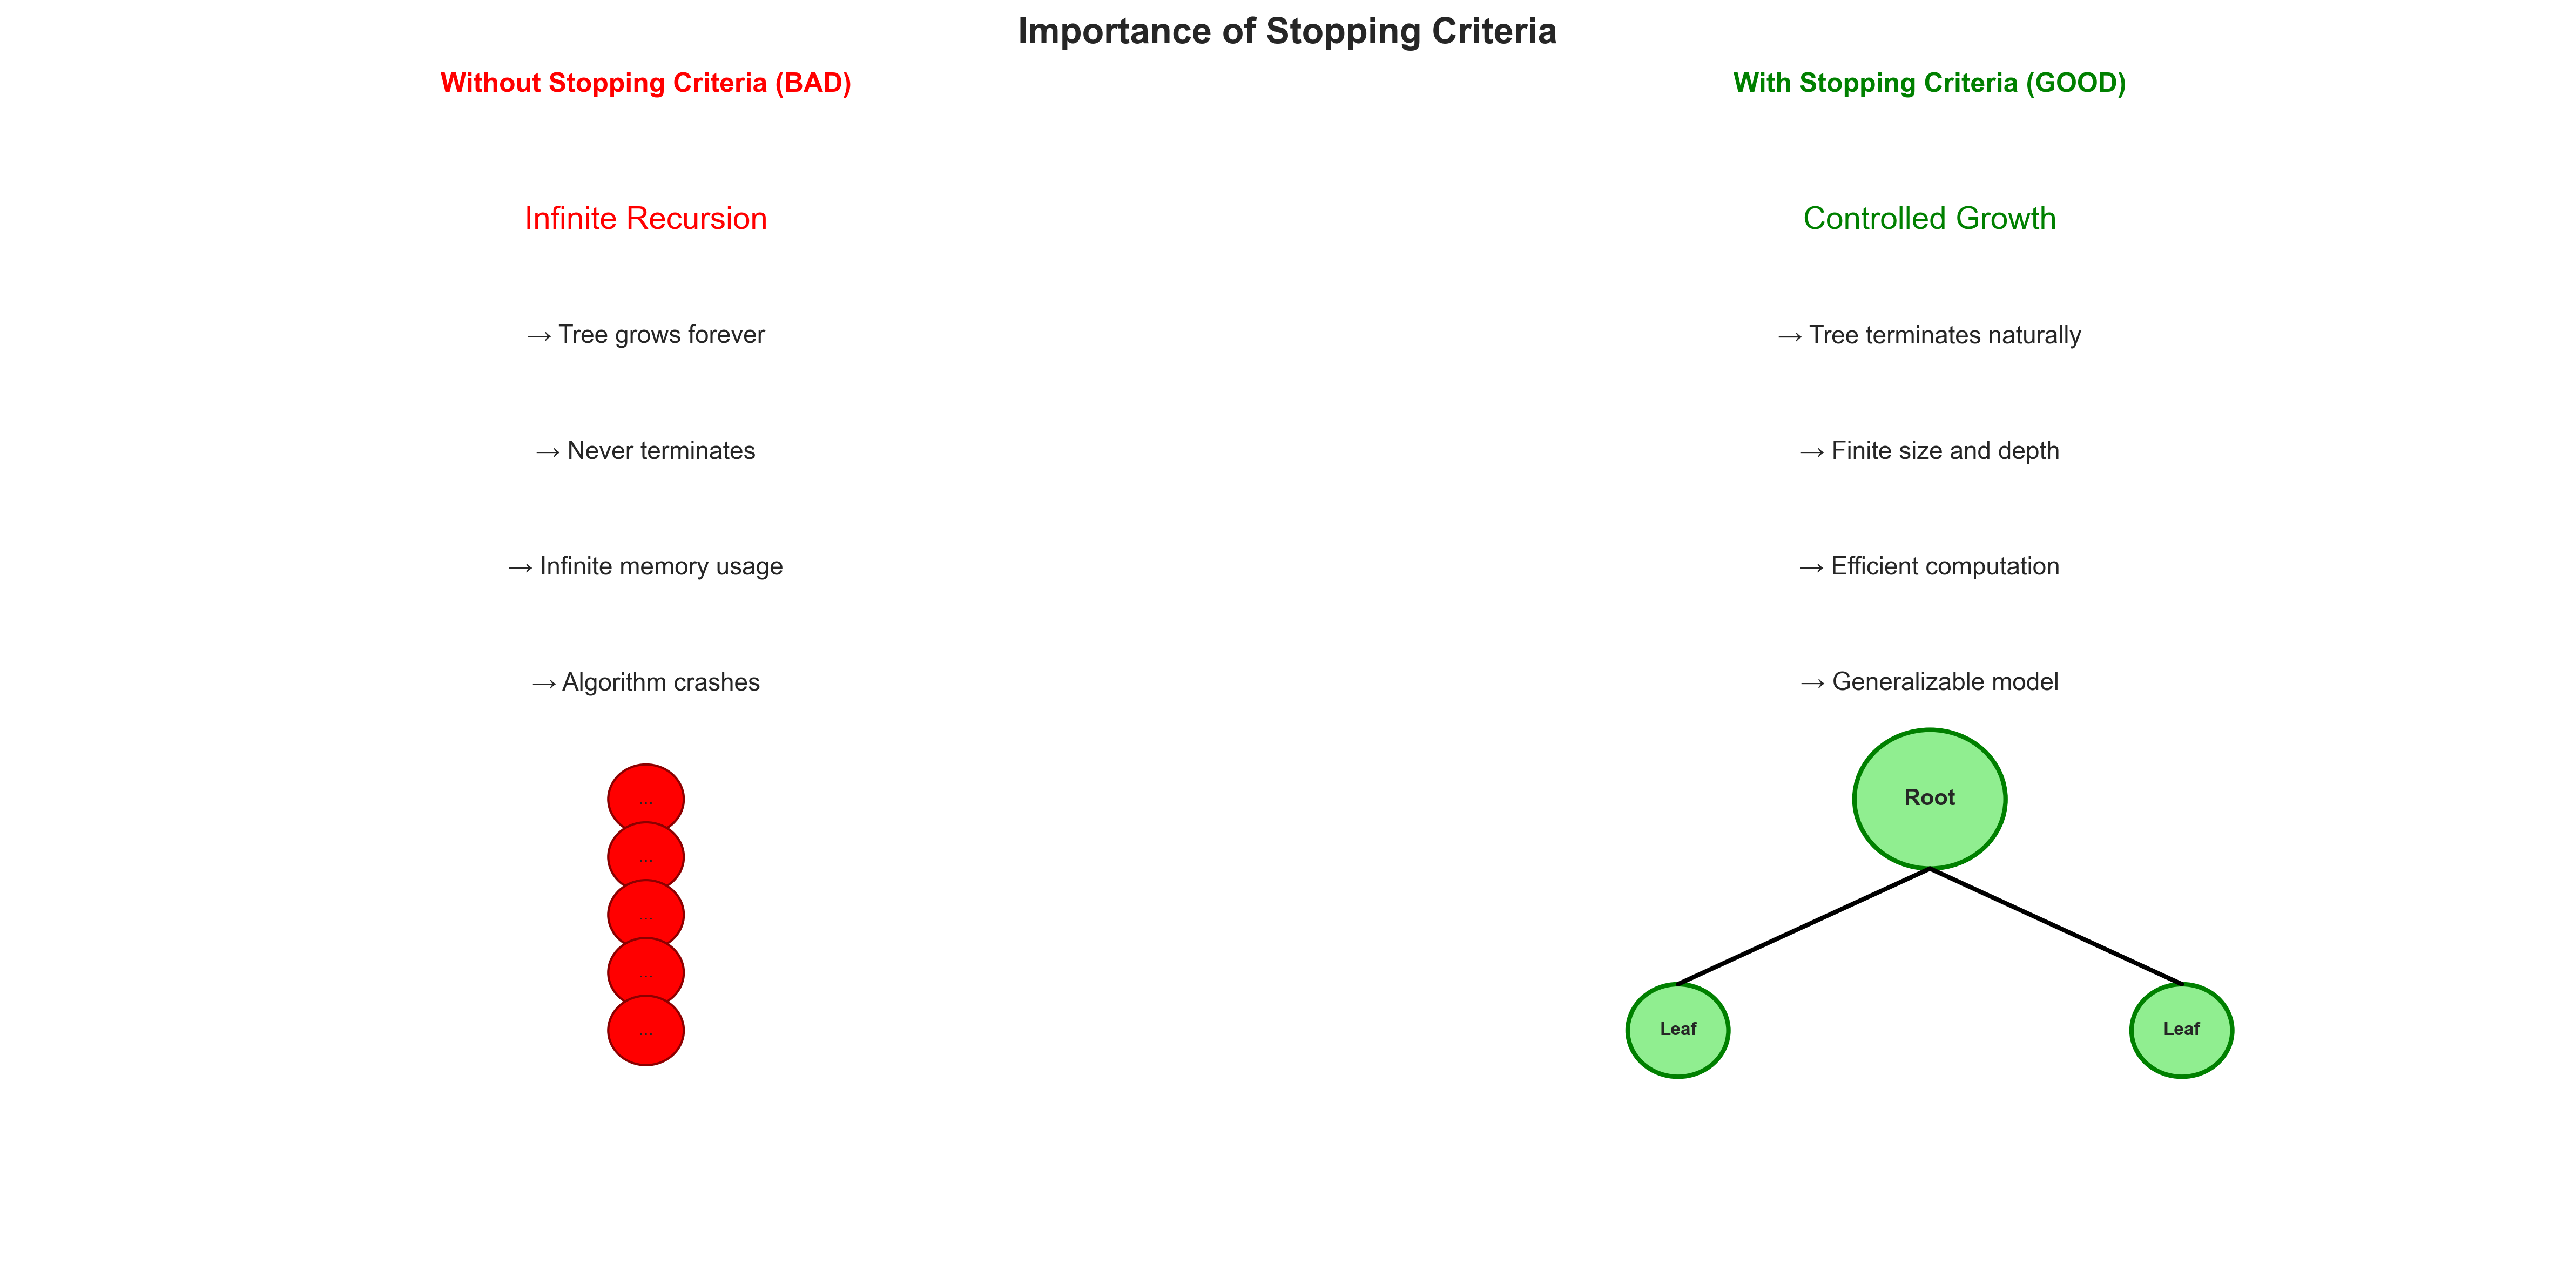 Importance of Stopping Criteria
Without Stopping Criteria (BAD)
Infinite Recursion
→ Tree grows forever
→ Never terminates
→ Infinite memory usage
→ Algorithm crashes
...
...
...
...
...
With Stopping Criteria (GOOD)
Controlled Growth
→ Tree terminates naturally
→ Finite size and depth
→ Efficient computation
→ Generalizable model
Root
Leaf
Leaf